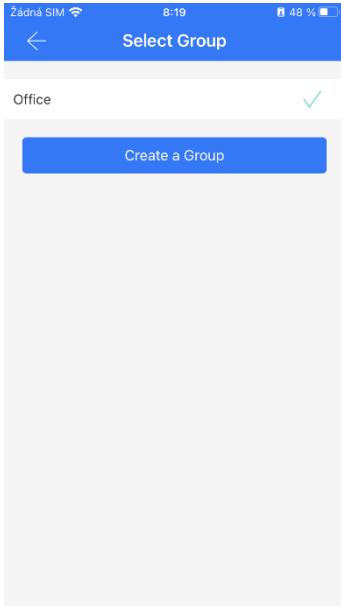 Žádná SIM 8:19 48 %
Select Group
Office
Create a Group